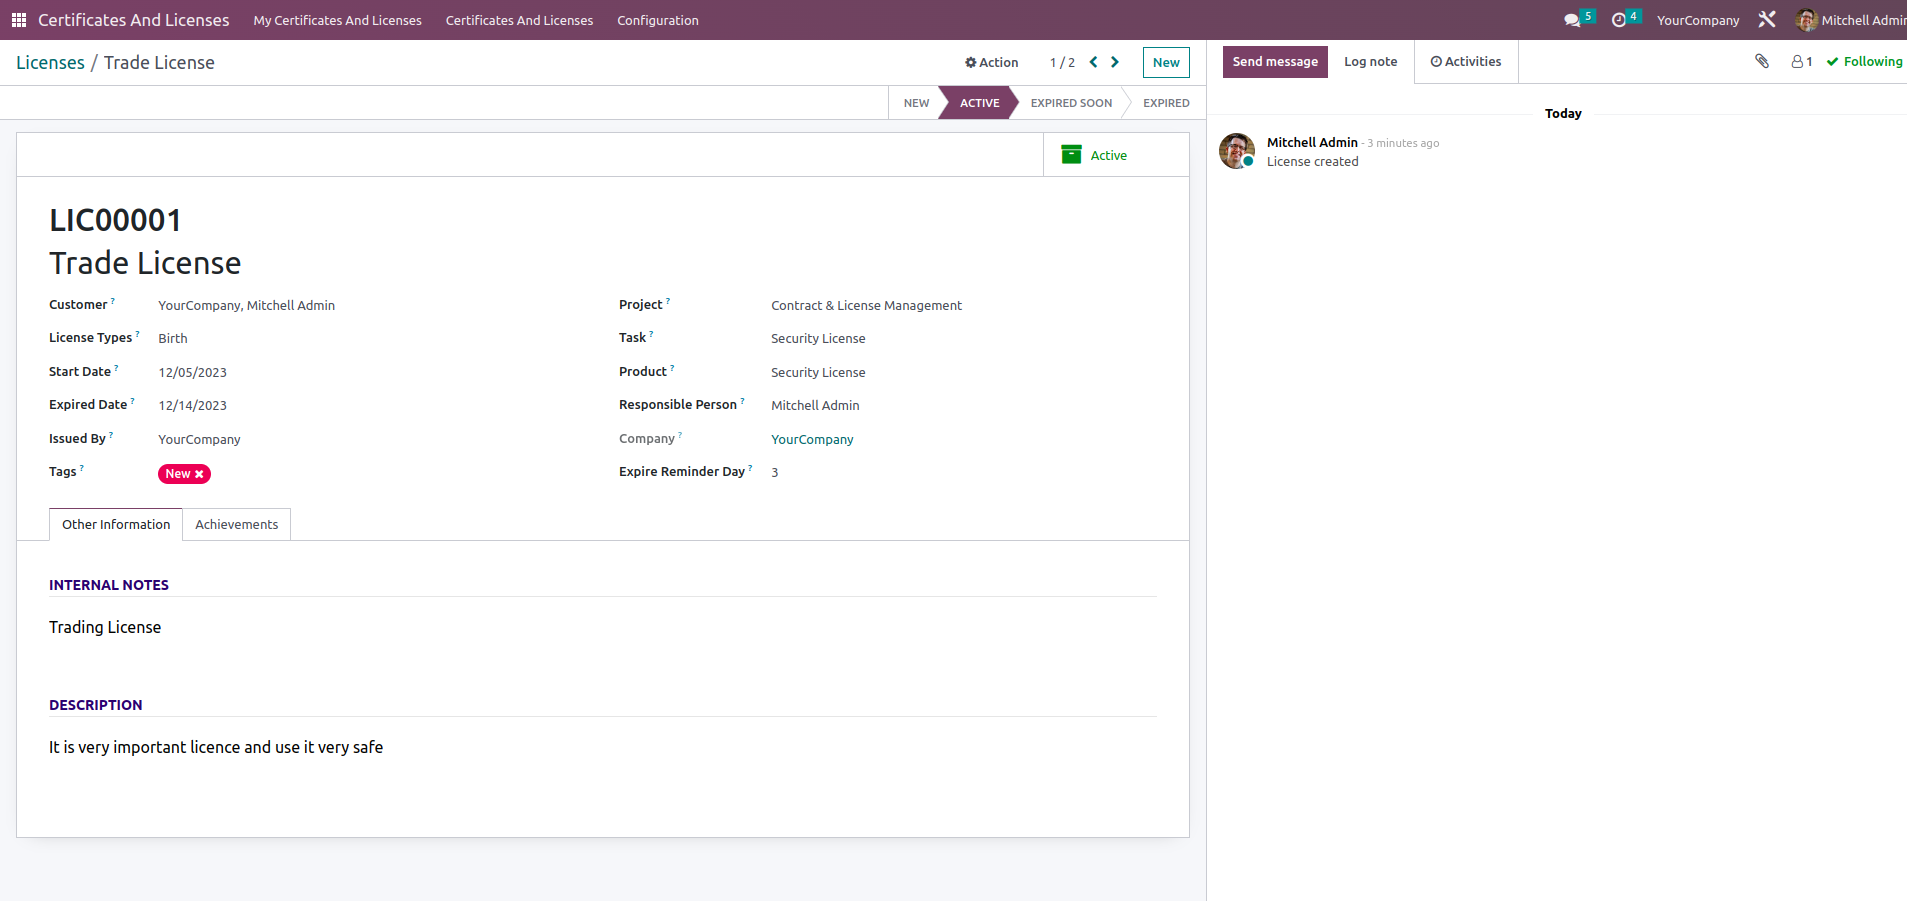 Certificates And Licenses My Certificates And Licenses Certificates And Licenses Configuration 5 4 YourCompany Mitchell Admin
Licenses / Trade License Action 1 / 2 New
NEW ACTIVE EXPIRED SOON EXPIRED
Active
LIC00001
Trade License
Customer ? YourCompany, Mitchell Admin Project ? Contract & License Management
License Types ? Birth Task ? Security License
Start Date ? 12/05/2023 Product ? Security License
Expired Date ? 12/14/2023 Responsible Person ? Mitchell Admin
Issued By ? YourCompany Company ? YourCompany
Tags ? New Expire Reminder Day ? 3
Other Information Achievements
INTERNAL NOTES
Trading License
DESCRIPTION
It is very important licence and use it very safe
Send message Log note Activities 1 Following
Today
Mitchell Admin - 3 minutes ago
License created